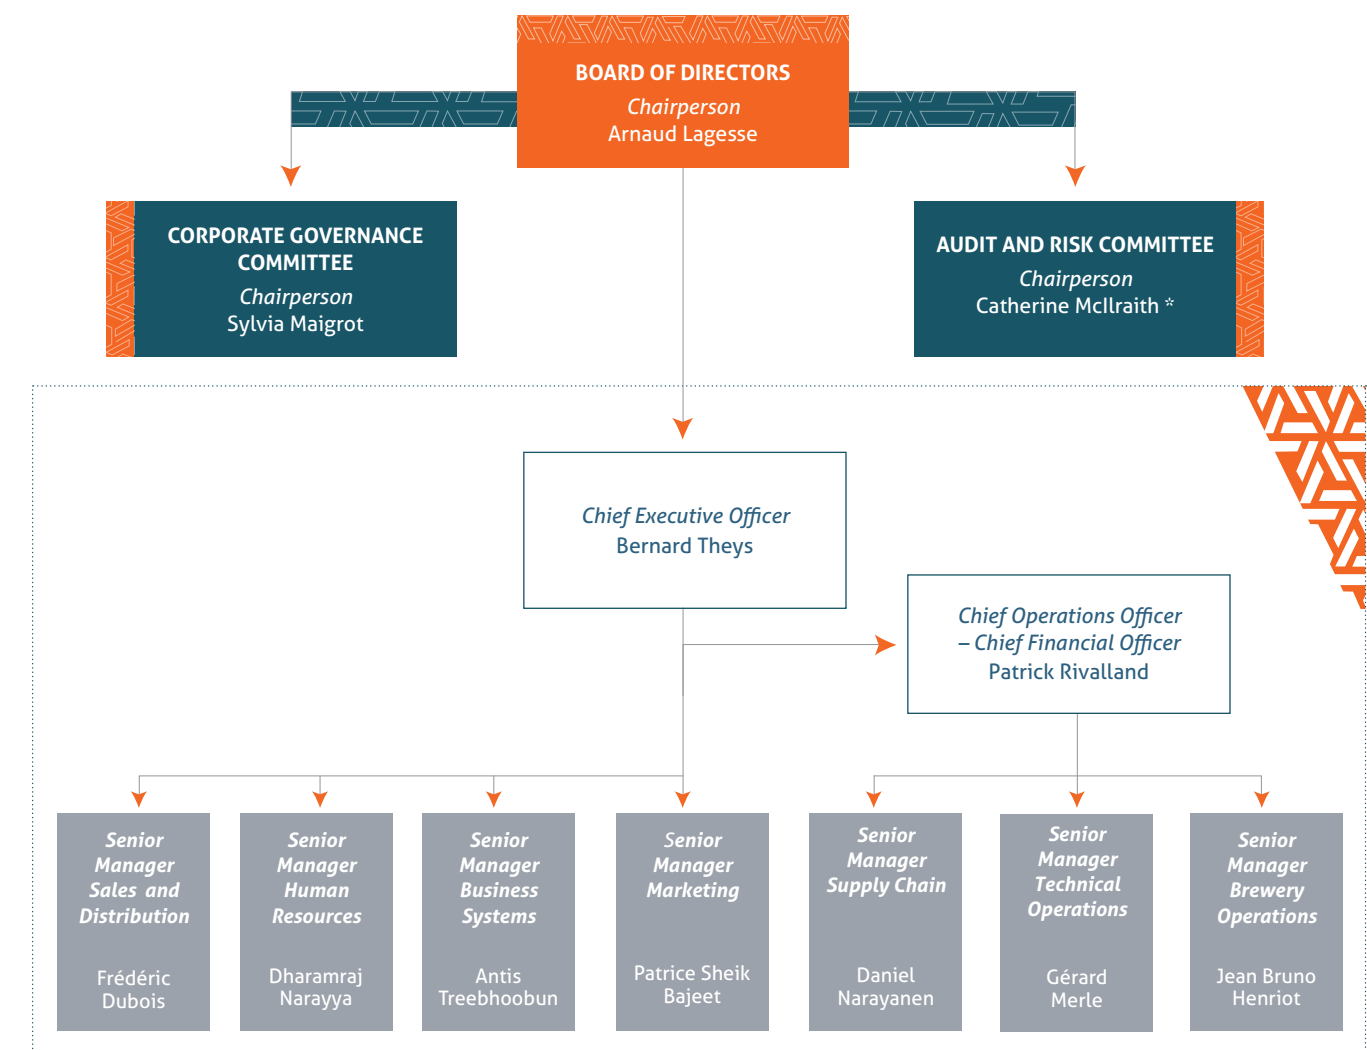 BOARD OF DIRECTORS
Chairperson
Arnaud Lagesse
CORPORATE GOVERNANCE
COMMITTEE
Chairperson
Sylvia Maigrot
AUDIT AND RISK COMMITTEE
Chairperson
Catherine McIlraith *
Chief Executive Officer
Bernard Theys
Chief Operations Officer
– Chief Financial Officer
Patrick Rivalland
Senior
Manager
Sales and
Distribution
Frédéric
Dubois
Senior
Manager
Human
Resources
Dharamraj
Narayya
Senior
Manager
Business
Systems
Antis
Treebhoobun
Senior
Manager
Marketing
Patrice Sheik
Bajeet
Senior
Manager
Supply Chain
Daniel
Narayanen
Senior
Manager
Technical
Operations
Gérard
Merle
Senior
Manager
Brewery
Operations
Jean Bruno
Henriot